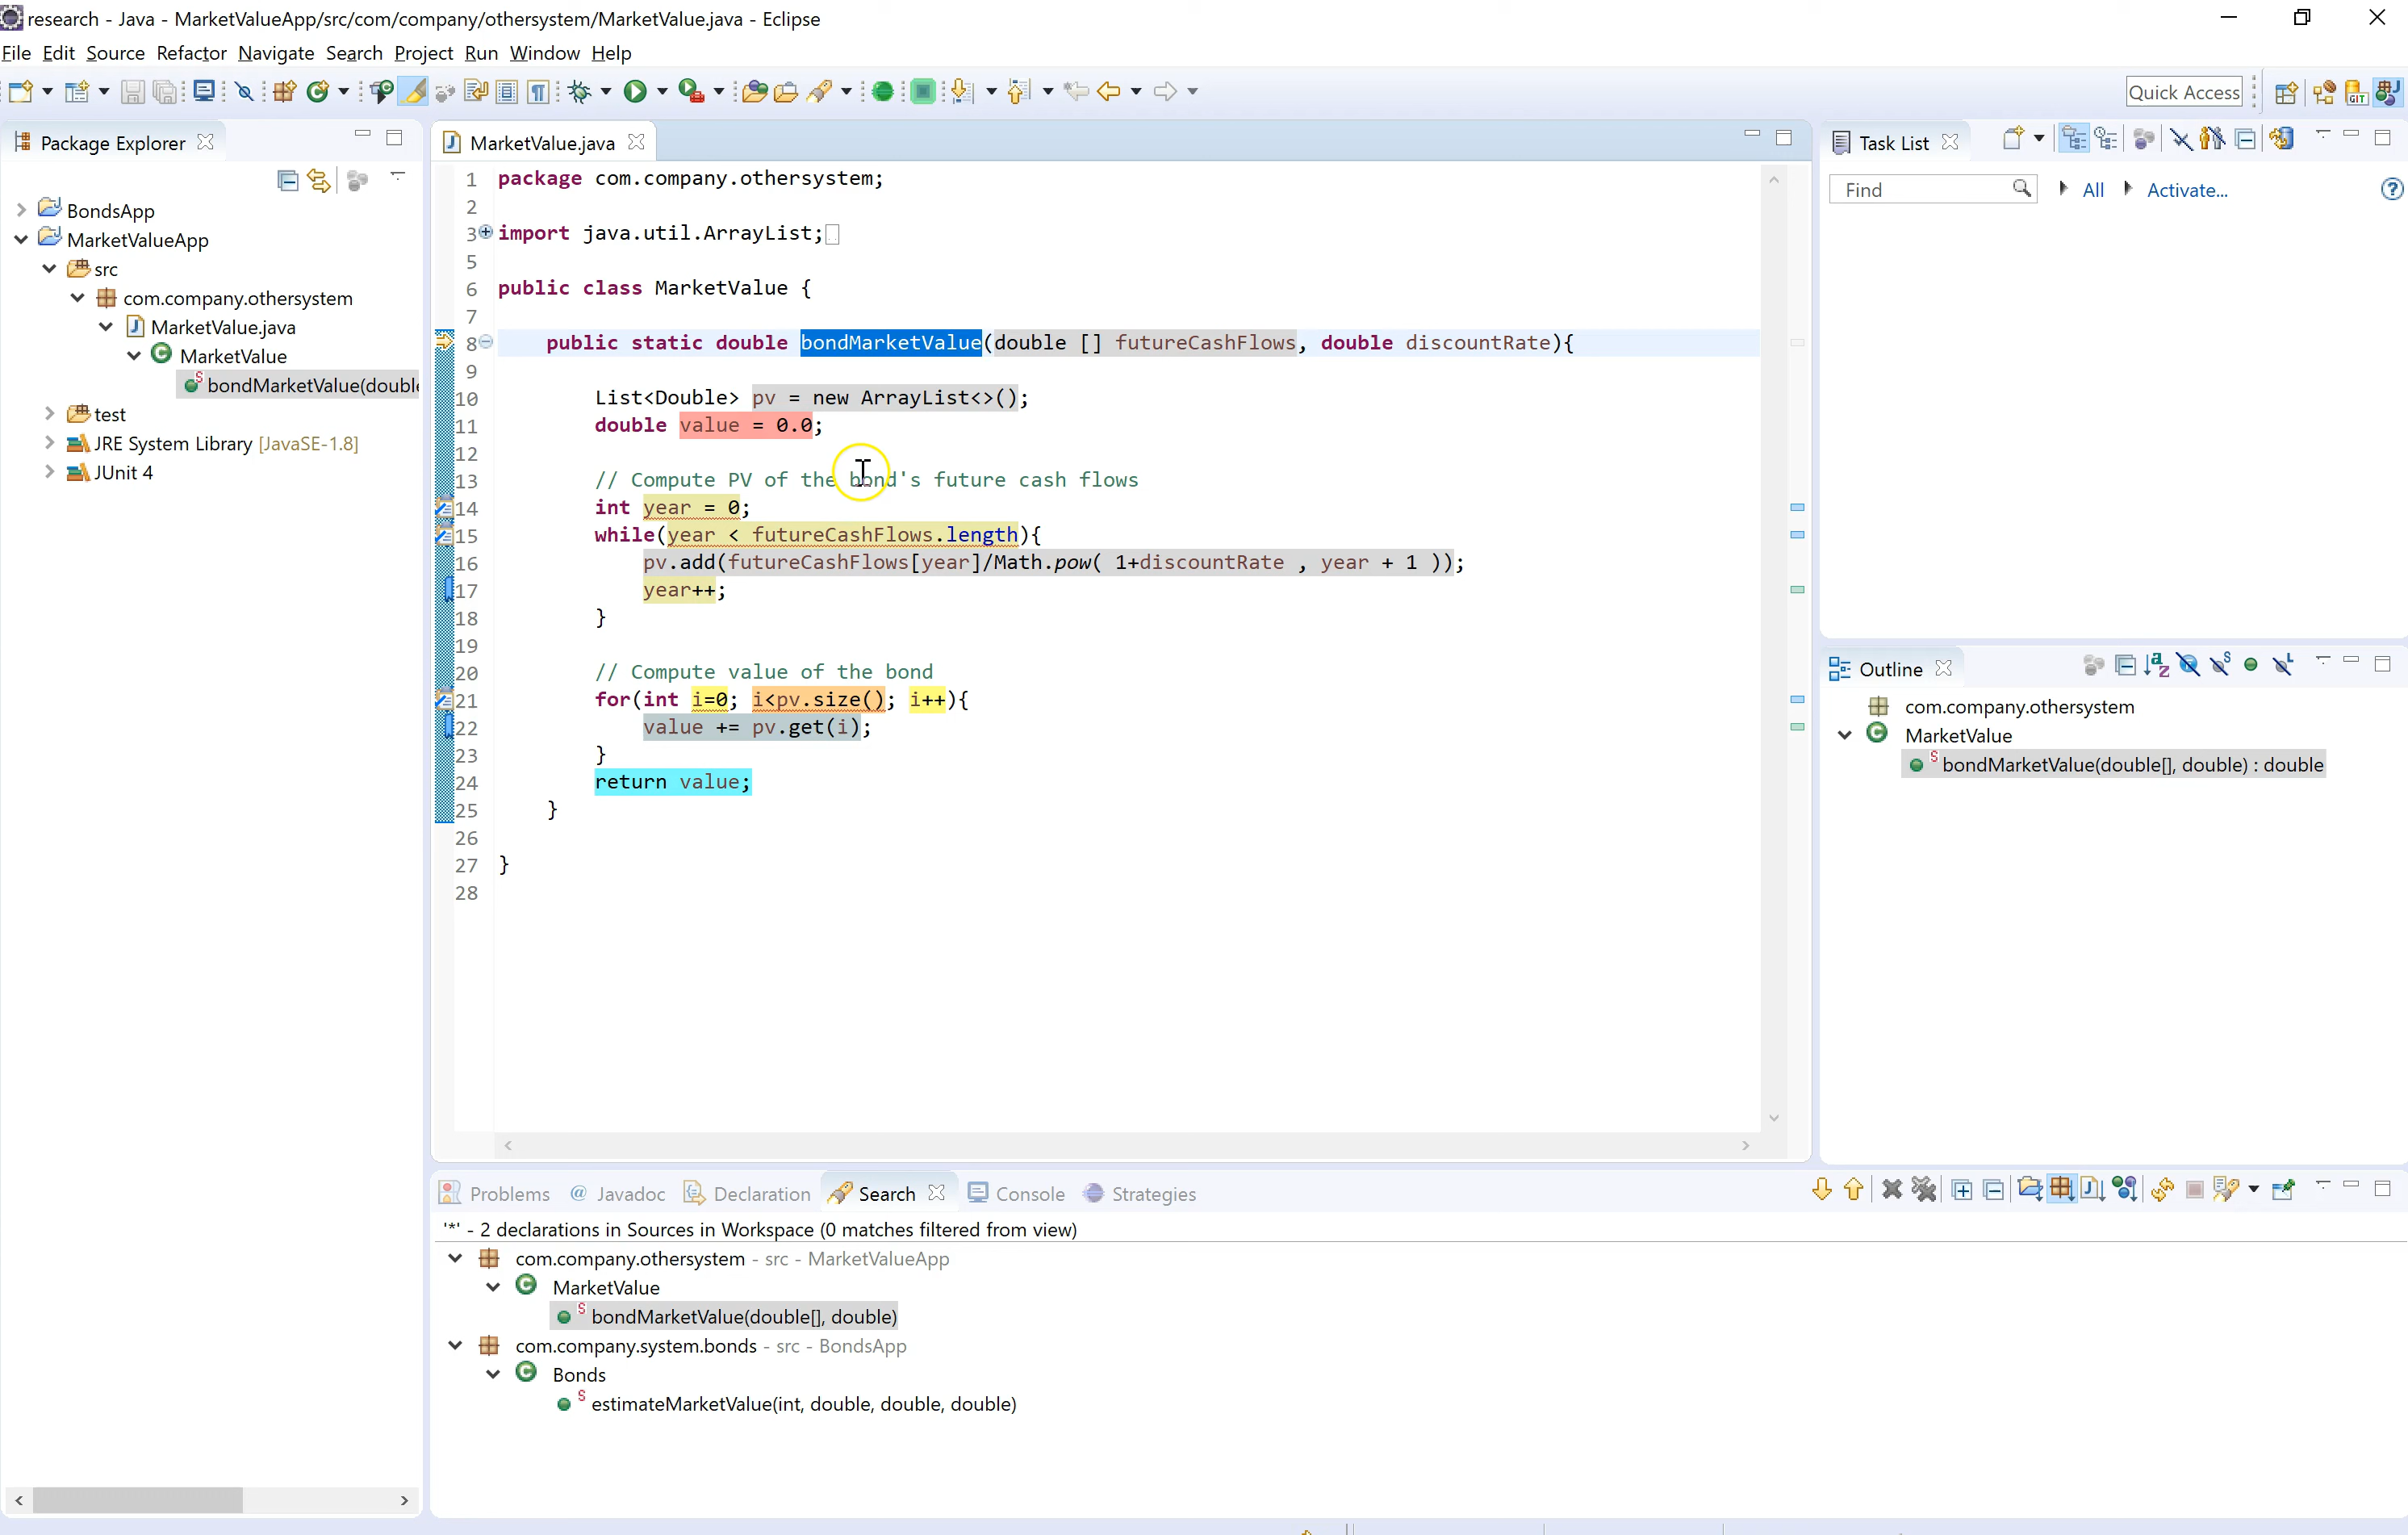 research - Java - MarketValueApp/src/com/company/othersystem/MarketValue.java - Eclipse
File Edit Source Refactor Navigate Search Project Run Window Help
Quick Access
GIT
Package Explorer
BondsApp
MarketValueApp
src
com.company.othersystem
MarketValue.java
MarketValue
bondMarketValue(double
test
JRE System Library [JavaSE-1.8]
JUnit 4
MarketValue.java
1 package com.company.othersystem;
2
3 import java.util.ArrayList;
5
6 public class MarketValue {
7
8 public static double bondMarketValue(double [] futureCashFlows, double discountRate){
9
10 List<Double> pv = new ArrayList<>();
11 double value = 0.0;
12
13 // Compute PV of the bond's future cash flows
14 int year = 0;
15 while(year < futureCashFlows.length){
16 pv.add(futureCashFlows[year]/Math.pow( 1+discountRate , year + 1 ));
17 year++;
18 }
19
20 // Compute value of the bond
21 for(int i=0; i<pv.size(); i++){
22 value += pv.get(i);
23 }
24 return value;
25 }
26
27 }
28
Task List
Find
All
Activate...
Outline
com.company.othersystem
MarketValue
bondMarketValue(double[], double) : double
Problems @ Javadoc Declaration Search Console Strategies
'*' - 2 declarations in Sources in Workspace (0 matches filtered from view)
com.company.othersystem - src - MarketValueApp
MarketValue
bondMarketValue(double[], double)
com.company.system.bonds - src - BondsApp
Bonds
estimateMarketValue(int, double, double, double)